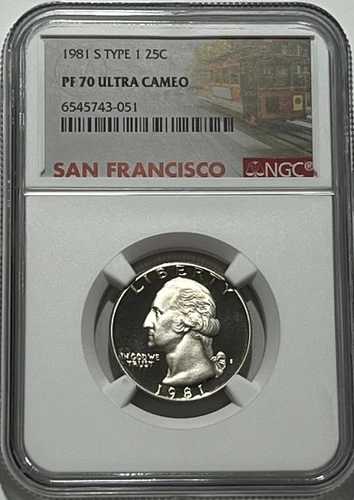 1981 S TYPE 1 25C
PF 70 ULTRA CAMEO
6545743-051
SAN FRANCISCO NGC®
LIBERTY
IN GOD WE
TRUST
S
1981